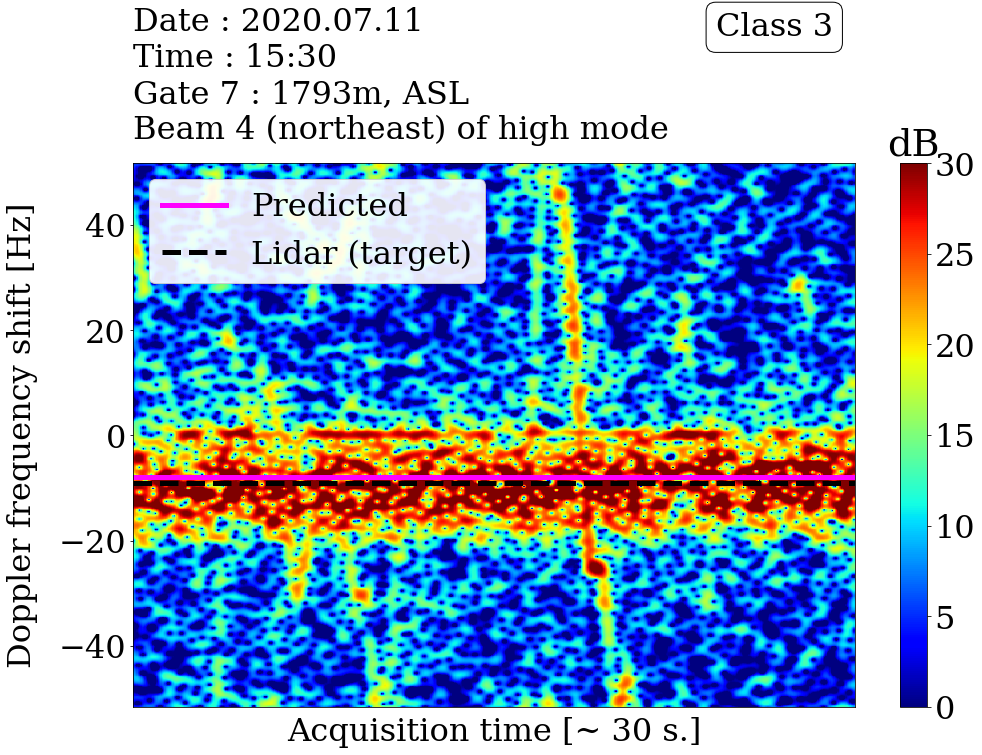 Date : 2020.07.11
Time : 15:30
Gate 7 : 1793m, ASL
Beam 4 (northeast) of high mode
Class 3
dB
Predicted
Lidar (target)
Doppler frequency shift [Hz]
40
20
0
−20
−40
Acquisition time [~ 30 s.]
30
25
20
15
10
5
0